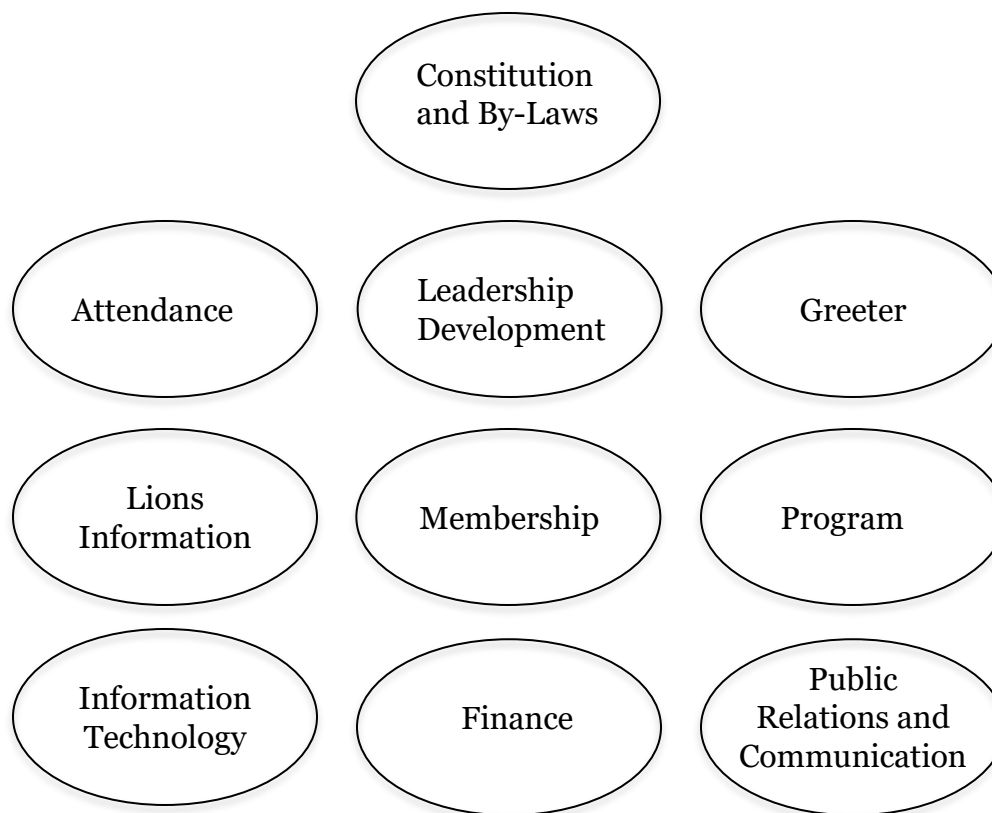 Constitution
and By-Laws
Attendance
Leadership
Development
Greeter
Lions
Information
Membership
Program
Information
Technology
Finance
Public
Relations and
Communication